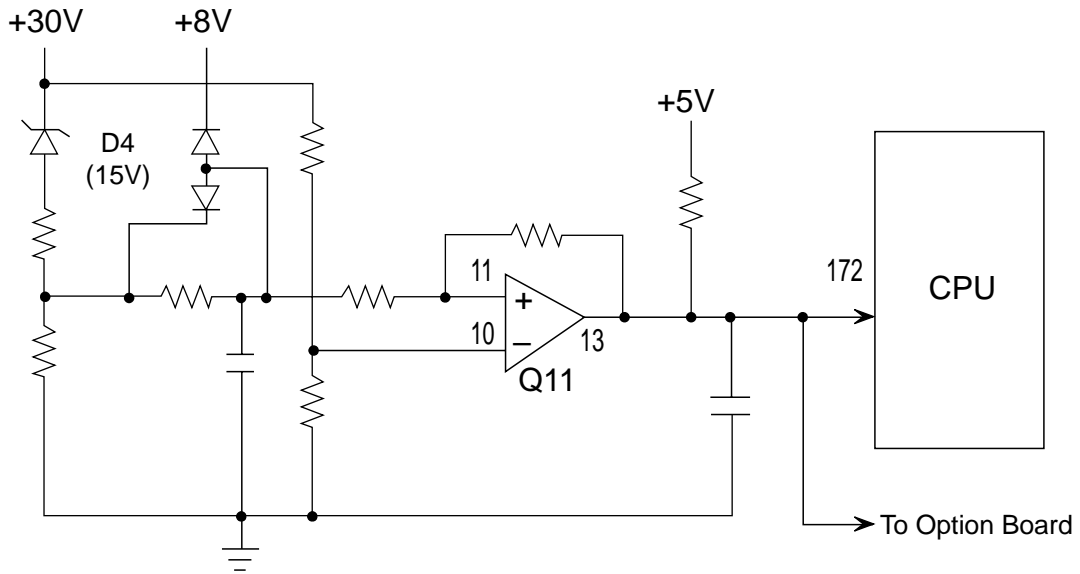 +30V
+8V
D4
(15V)
+5V
172
CPU
11
+
10
–
13
Q11
To Option Board